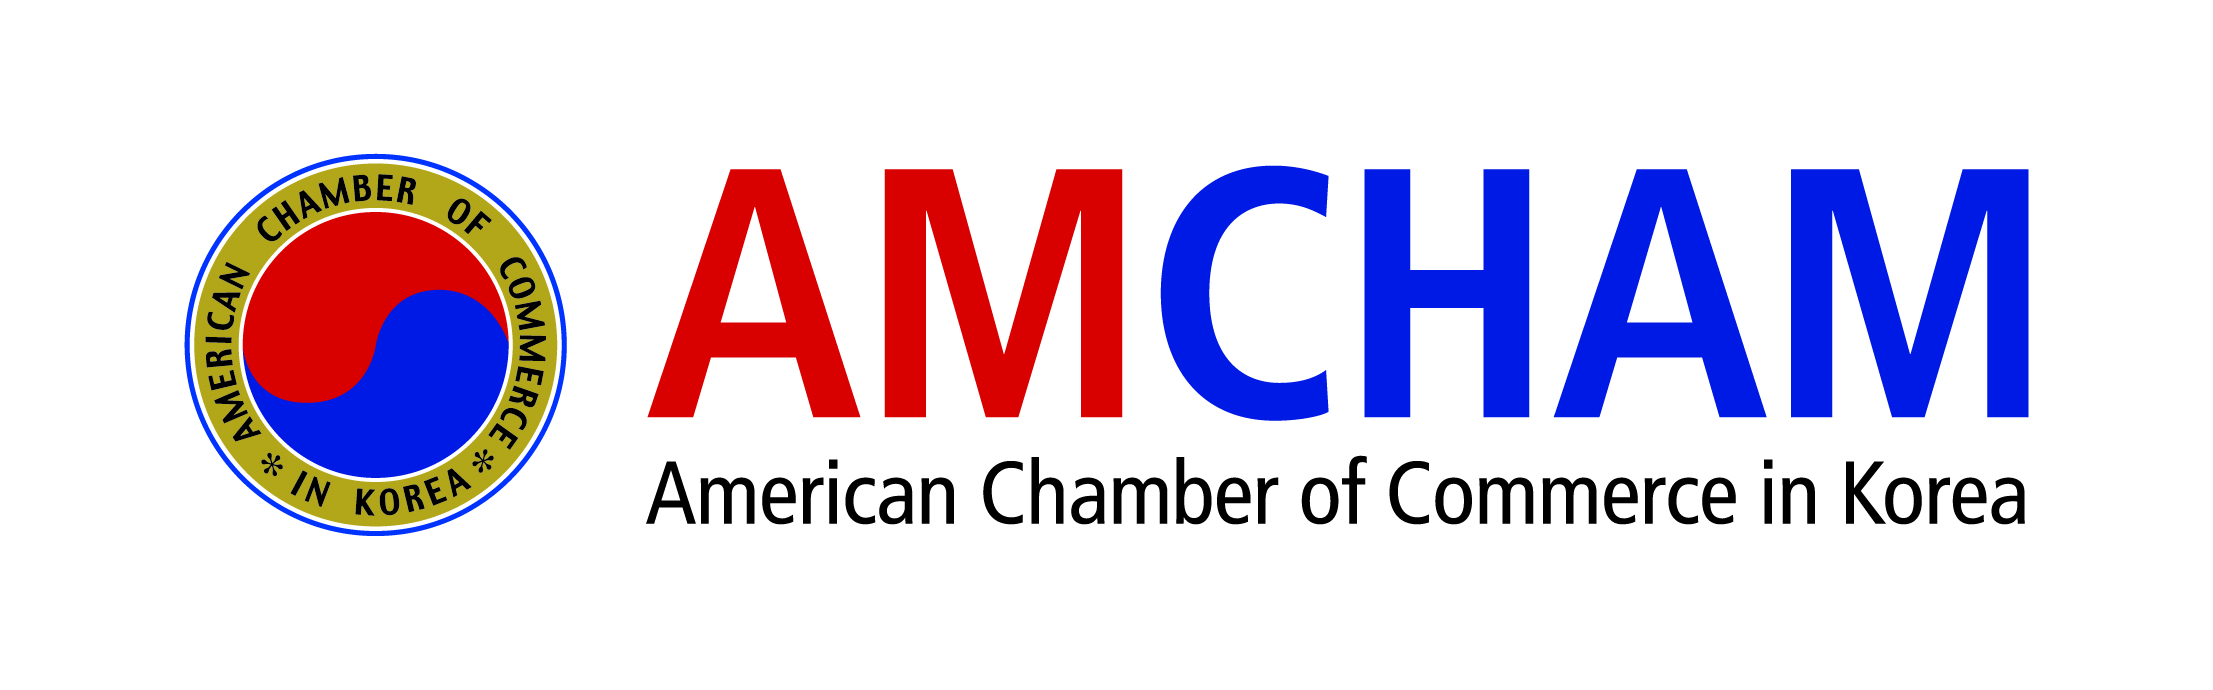 AMERICAN CHAMBER OF COMMERCE
* IN KOREA *
AMCHAM
American Chamber of Commerce in Korea